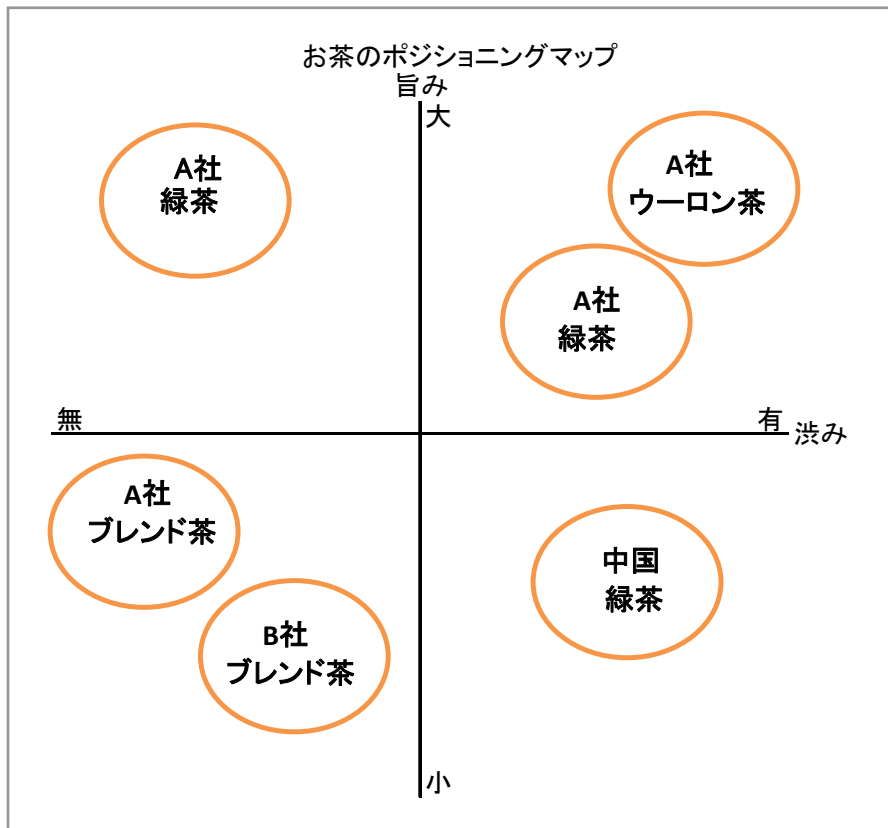 お茶のポジショニングマップ
旨み
大
A社
緑茶
A社
ウーロン茶
A社
緑茶
無
有
渋み
A社
ブレンド茶
中国
緑茶
B社
ブレンド茶
小